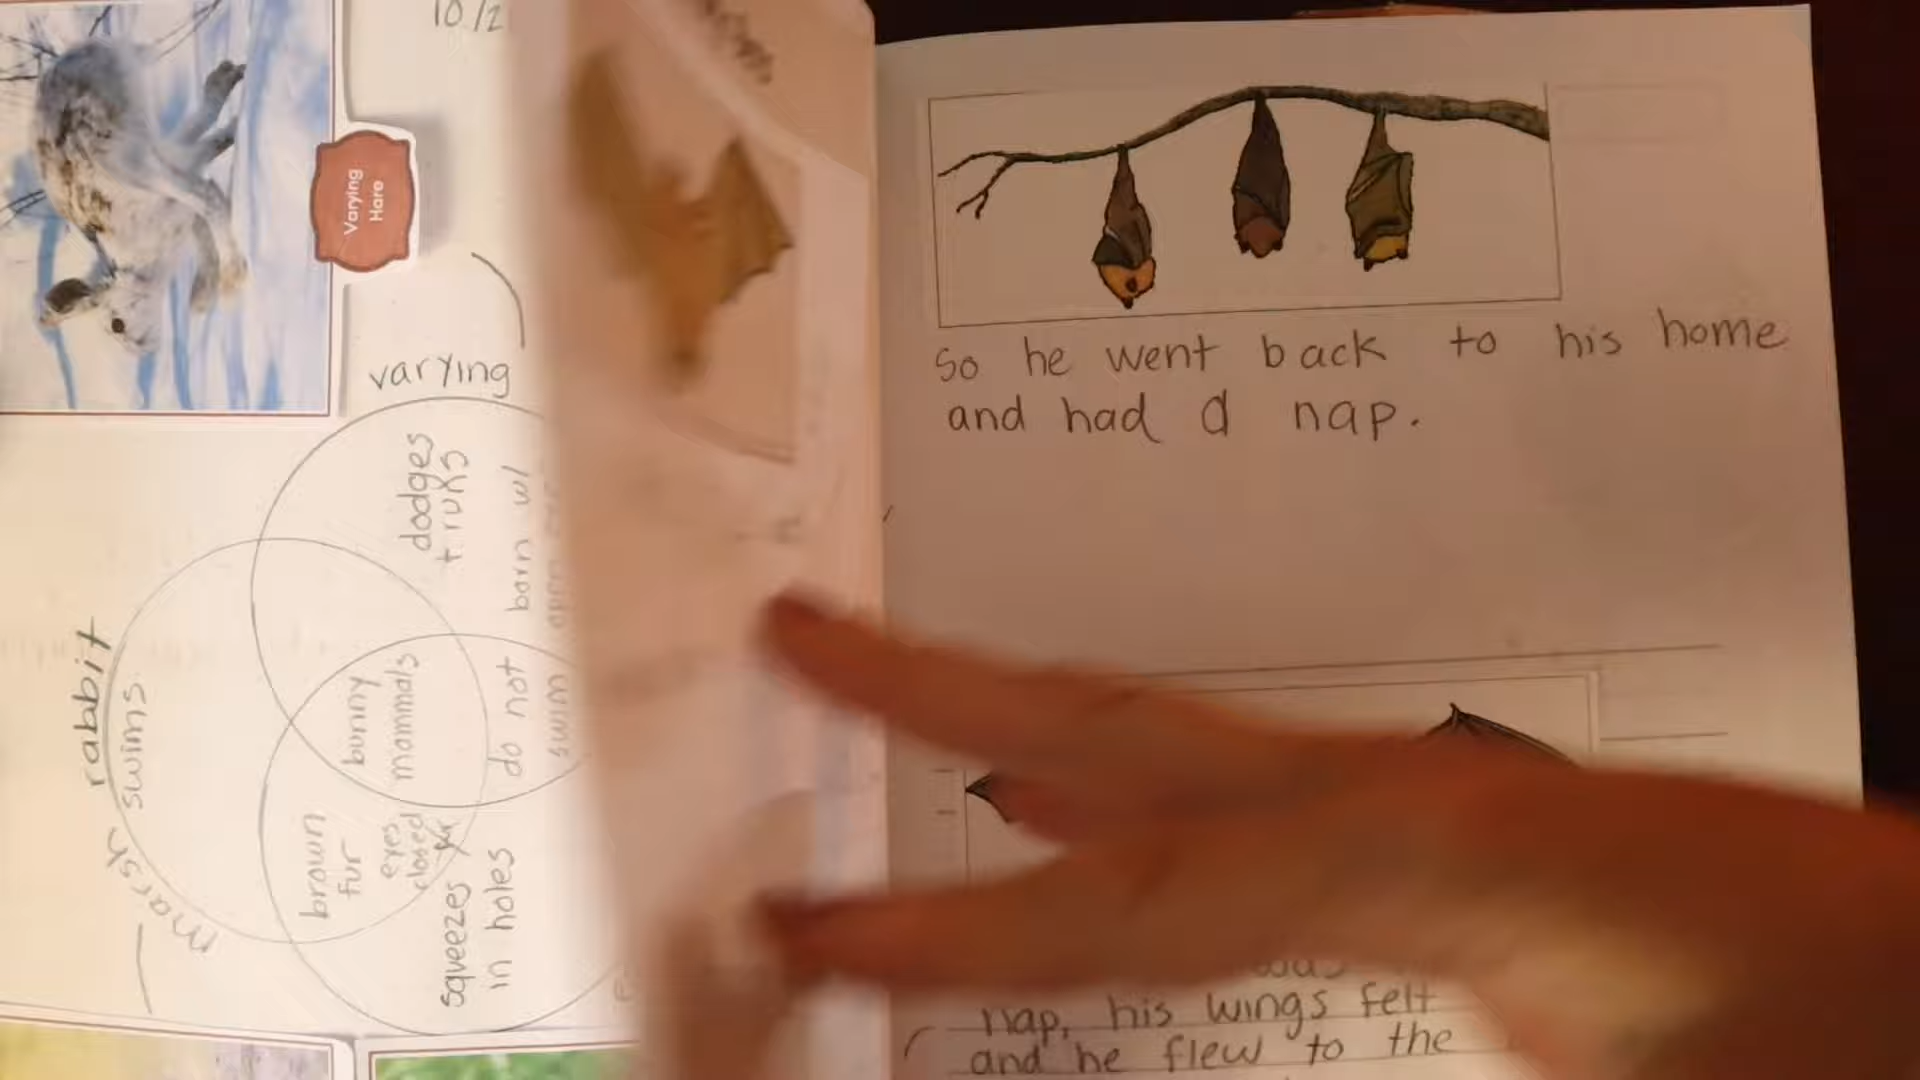 10/2
Varying
Hare
varying
dodges
& runs
born w/
rabbit
marsh
swims
bunny
mammals
do not
swim
brown
fur
eyes
closed
squeezes
in holes
So he went back to his home
and had a nap.
nap, his wings felt
and he flew to the